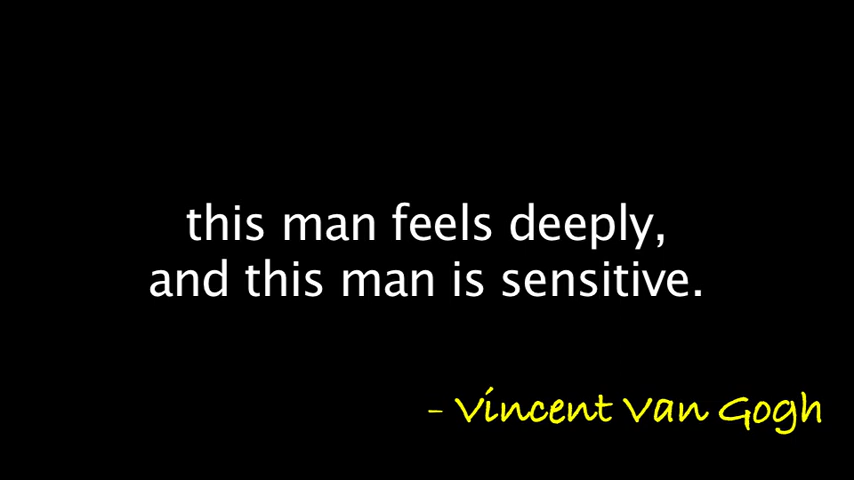 this man feels deeply,
and this man is sensitive.
- Vincent Van Gogh